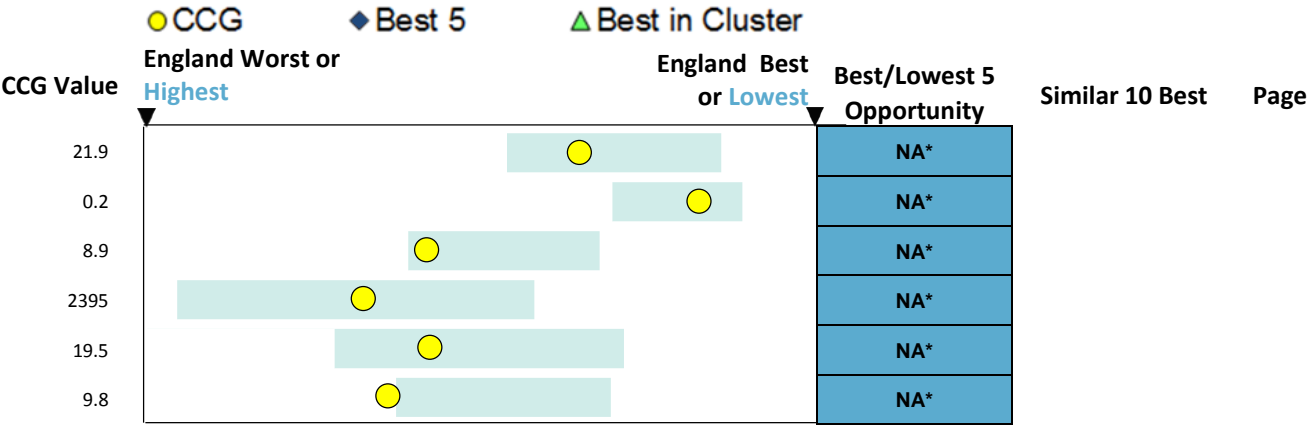 CCG Best 5 Best in Cluster
CCG Value
England Worst or
Highest
England Best
or Lowest
Best/Lowest 5
Opportunity
Similar 10 Best
Page
21.9 NA*
0.2 NA*
8.9 NA*
2395 NA*
19.5 NA*
9.8 NA*